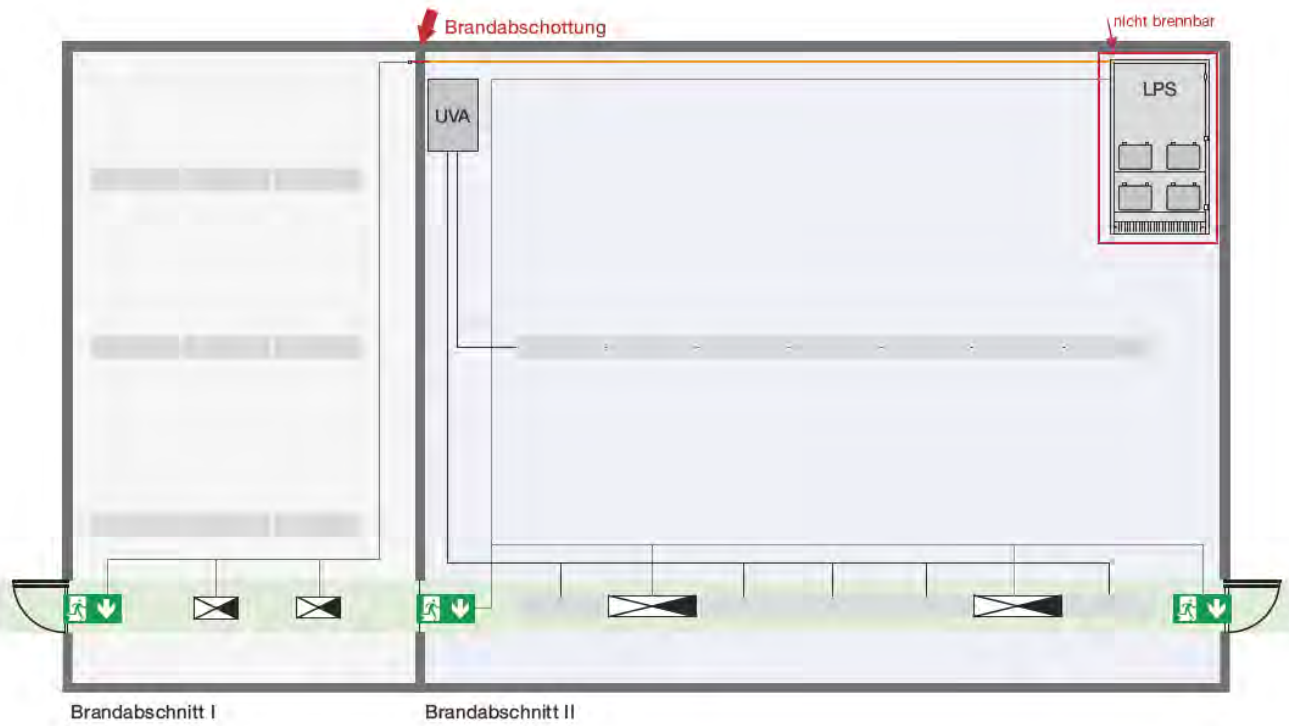 Brandabschottung
nicht brennbar
UVA
LPS
Brandabschnitt I
Brandabschnitt II